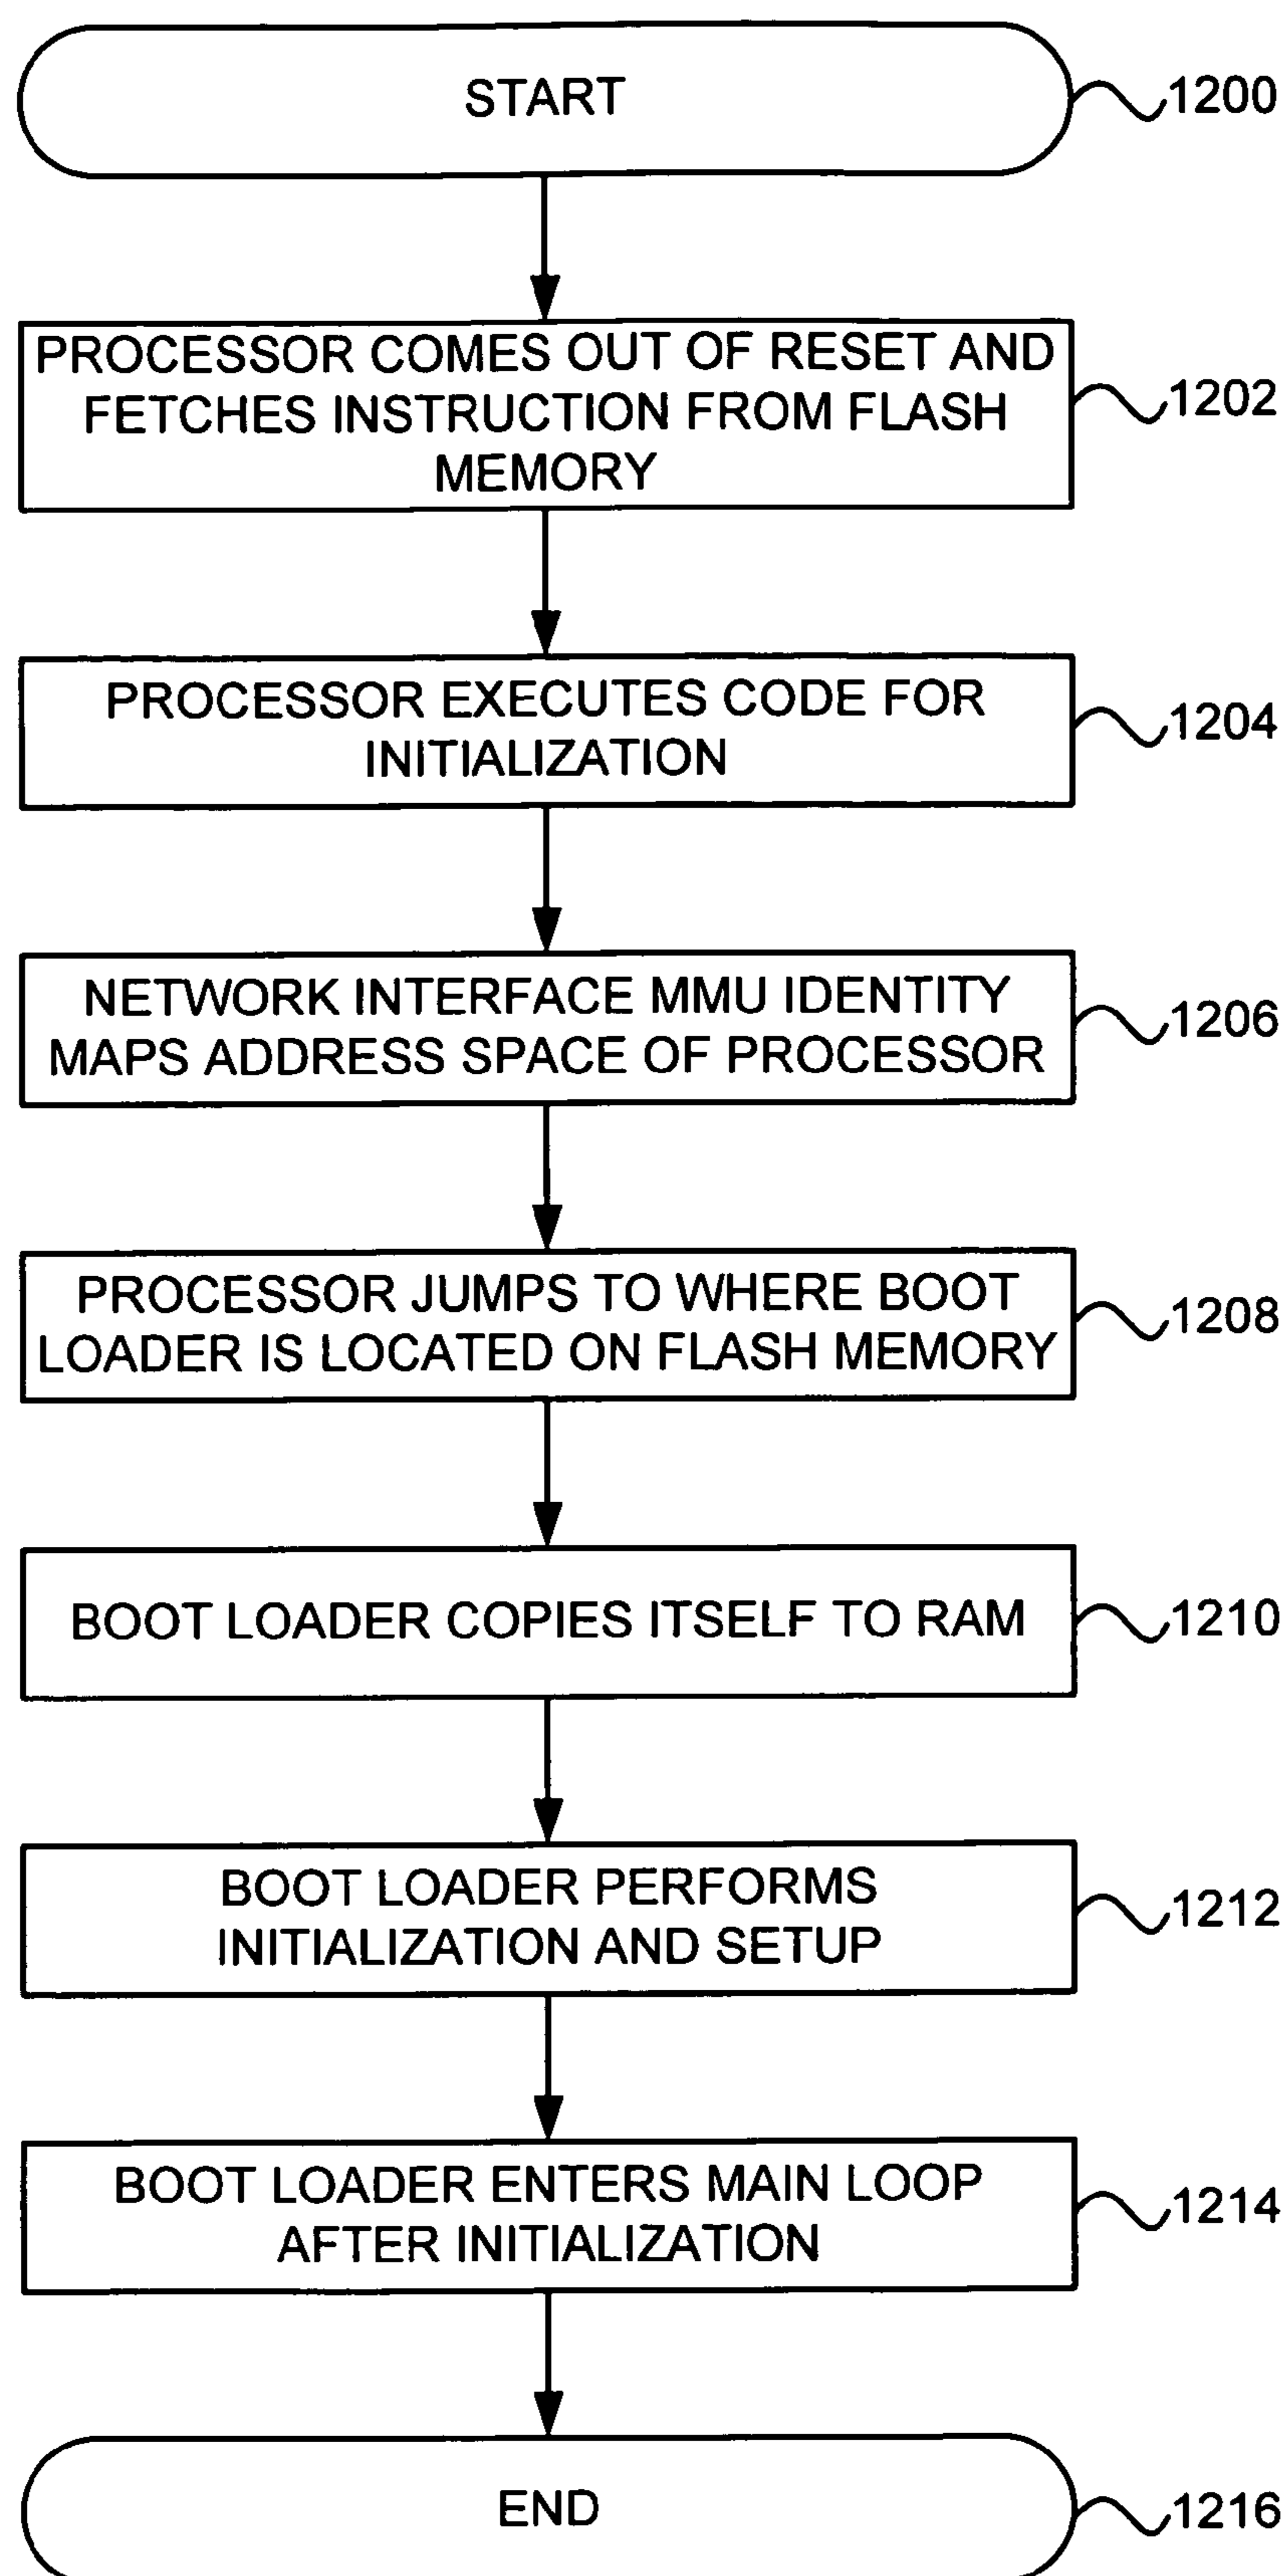 START
1200
PROCESSOR COMES OUT OF RESET AND
FETCHES INSTRUCTION FROM FLASH
MEMORY
1202
PROCESSOR EXECUTES CODE FOR
INITIALIZATION
1204
NETWORK INTERFACE MMU IDENTITY
MAPS ADDRESS SPACE OF PROCESSOR
1206
PROCESSOR JUMPS TO WHERE BOOT
LOADER IS LOCATED ON FLASH MEMORY
1208
BOOT LOADER COPIES ITSELF TO RAM
1210
BOOT LOADER PERFORMS
INITIALIZATION AND SETUP
1212
BOOT LOADER ENTERS MAIN LOOP
AFTER INITIALIZATION
1214
END
1216